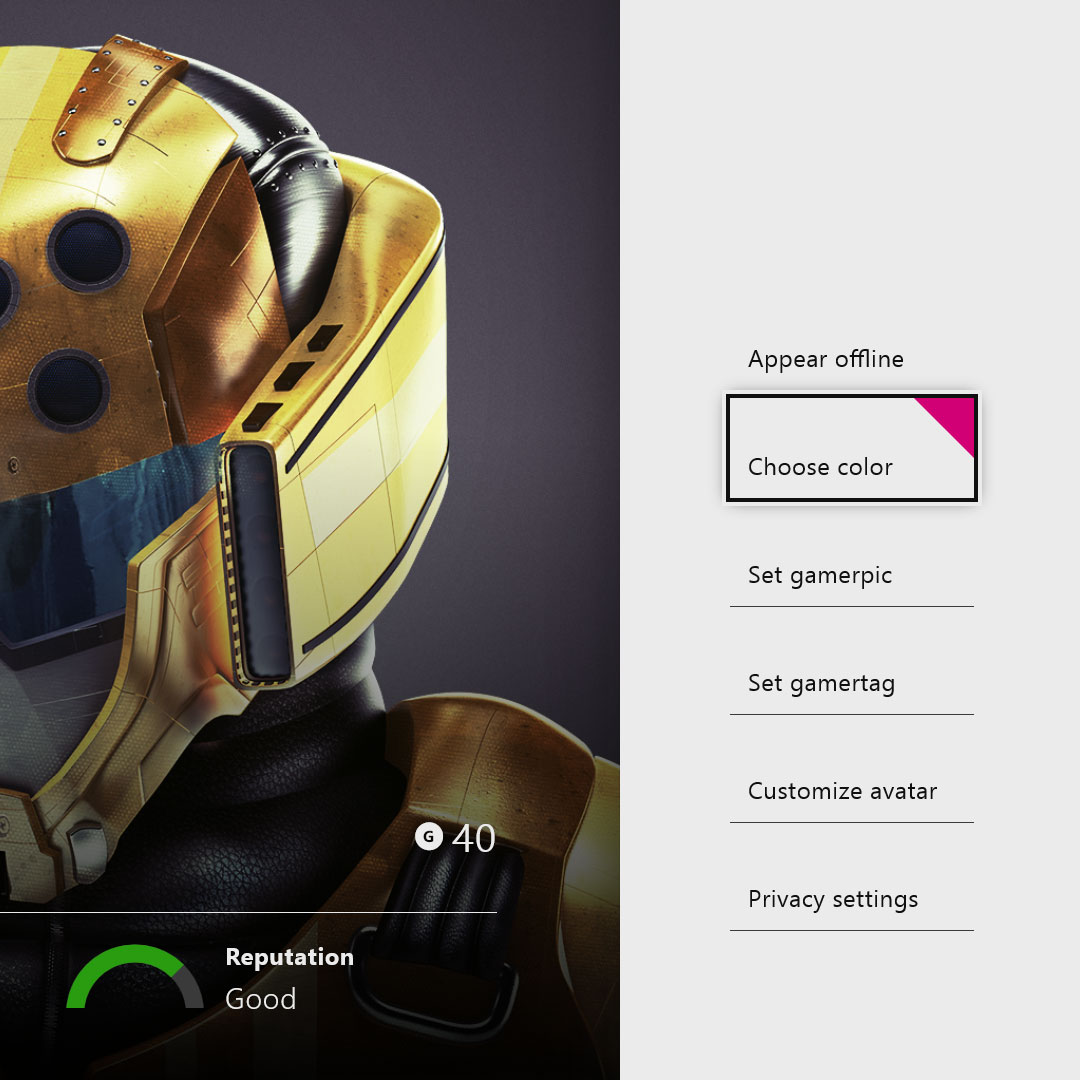 Appear offline
Choose color
Set gamerpic
Set gamertag
Customize avatar
Privacy settings
G 40
Reputation
Good